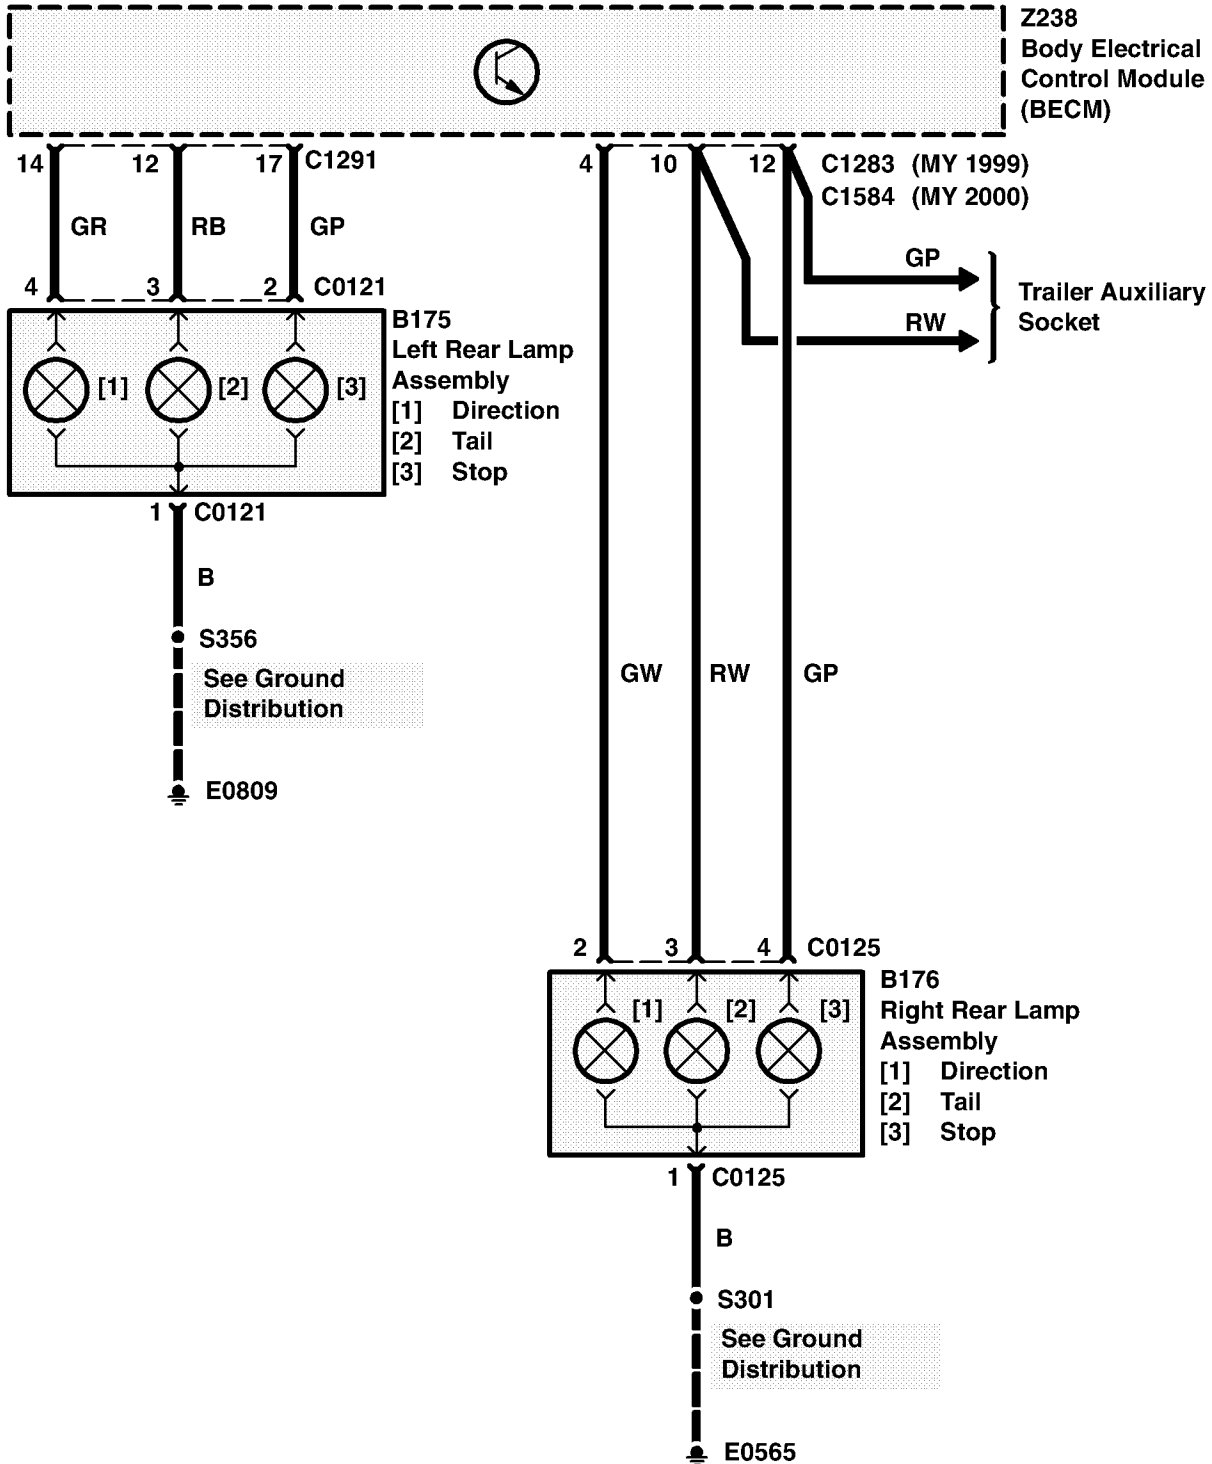 Z238
Body Electrical
Control Module
(BECM)
14 12 17 C1291
4 10 12 C1283 (MY 1999)
C1584 (MY 2000)
GR RB GP
GP
RW
Trailer Auxiliary
Socket
4 3 2 C0121
B175
Left Rear Lamp
Assembly
[1] Direction
[2] Tail
[3] Stop
[1] [2] [3]
1 C0121
B
S356
See Ground
Distribution
E0809
GW RW GP
2 3 4 C0125
B176
Right Rear Lamp
Assembly
[1] Direction
[2] Tail
[3] Stop
[1] [2] [3]
1 C0125
B
S301
See Ground
Distribution
E0565